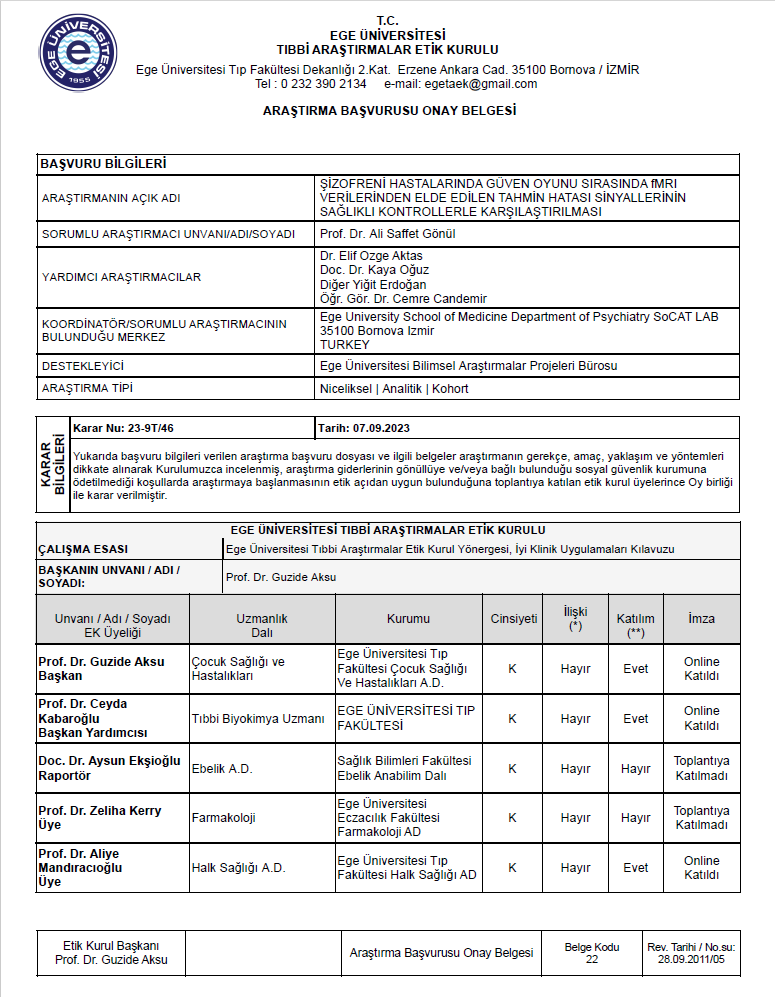 EGE ÜNİVERSİTESİ
e
1955
T.C.
EGE ÜNİVERSİTESİ
TIBBİ ARAŞTIRMALAR ETİK KURULU
Ege Üniversitesi Tıp Fakültesi Dekanlığı 2.Kat. Erzene Ankara Cad. 35100 Bornova / İZMİR
Tel : 0 232 390 2134 e-mail: egetaek@gmail.com
ARAŞTIRMA BAŞVURUSU ONAY BELGESİ
BAŞVURU BİLGİLERİ
ARAŞTIRMANIN AÇIK ADI
ŞİZOFRENİ HASTALARINDA GÜVEN OYUNU SIRASINDA fMRI
VERİLERİNDEN ELDE EDİLEN TAHMİN HATASI SİNYALLERİNİN
SAĞLIKLI KONTROLLERLE KARŞILAŞTIRILMASI
SORUMLU ARAŞTIRMACI UNVANI/ADI/SOYADI
Prof. Dr. Ali Saffet Gönül
YARDIMCI ARAŞTIRMACILAR
Dr. Elif Ozge Aktas
Doc. Dr. Kaya Oğuz
Diğer Yiğit Erdoğan
Öğr. Gör. Dr. Cemre Candemir
KOORDİNATÖR/SORUMLU ARAŞTIRMACININ
BULUNDUĞU MERKEZ
Ege University School of Medicine Department of Psychiatry SoCAT LAB
35100 Bornova Izmir
TURKEY
DESTEKLEYİCİ
Ege Üniversitesi Bilimsel Araştırmalar Projeleri Bürosu
ARAŞTIRMA TİPİ
Niceliksel | Analitik | Kohort
KARAR
BİLGİLERİ
Karar Nu: 23-9T/46
Tarih: 07.09.2023
Yukarıda başvuru bilgileri verilen araştırma başvuru dosyası ve ilgili belgeler araştırmanın gerekçe, amaç, yaklaşım ve yöntemleri
dikkate alınarak Kurulumuzca incelenmiş, araştırma giderlerinin gönüllüye ve/veya bağlı bulunduğu sosyal güvenlik kurumuna
ödetilmediği koşullarda araştırmaya başlanmasının etik açıdan uygun bulunduğuna toplantıya katılan etik kurul üyelerince Oy birliği
ile karar verilmiştir.
EGE ÜNİVERSİTESİ TIBBİ ARAŞTIRMALAR ETİK KURULU
ÇALIŞMA ESASI
Ege Üniversitesi Tıbbi Araştırmalar Etik Kurul Yönergesi, İyi Klinik Uygulamaları Kılavuzu
BAŞKANIN UNVANI / ADI /
SOYADI:
Prof. Dr. Guzide Aksu
Unvanı / Adı / Soyadı
EK Üyeliği
Uzmanlık
Dalı
Kurumu
Cinsiyeti
İlişki
(*)
Katılım
(**)
İmza
Prof. Dr. Guzide Aksu
Başkan
Çocuk Sağlığı ve
Hastalıkları
Ege Üniversitesi Tıp
Fakültesi Çocuk Sağlığı
Ve Hastalıkları A.D.
K
Hayır
Evet
Online
Katıldı
Prof. Dr. Ceyda
Kabaroğlu
Başkan Yardımcısı
Tıbbi Biyokimya Uzmanı
EGE ÜNİVERSİTESİ TIP
FAKÜLTESİ
K
Hayır
Evet
Online
Katıldı
Doc. Dr. Aysun Ekşioğlu
Raportör
Ebelik A.D.
Sağlık Bilimleri Fakültesi
Ebelik Anabilim Dalı
K
Hayır
Hayır
Toplantıya
Katılmadı
Prof. Dr. Zeliha Kerry
Üye
Farmakoloji
Ege Üniversitesi
Eczacılık Fakültesi
Farmakoloji AD
K
Hayır
Hayır
Toplantıya
Katılmadı
Prof. Dr. Aliye
Mandıracıoğlu
Üye
Halk Sağlığı A.D.
Ege Üniversitesi Tıp
Fakültesi Halk Sağlığı AD
K
Hayır
Evet
Online
Katıldı
Etik Kurul Başkanı
Prof. Dr. Guzide Aksu
Araştırma Başvurusu Onay Belgesi
Belge Kodu
22
Rev. Tarihi / No.su:
28.09.2011/05